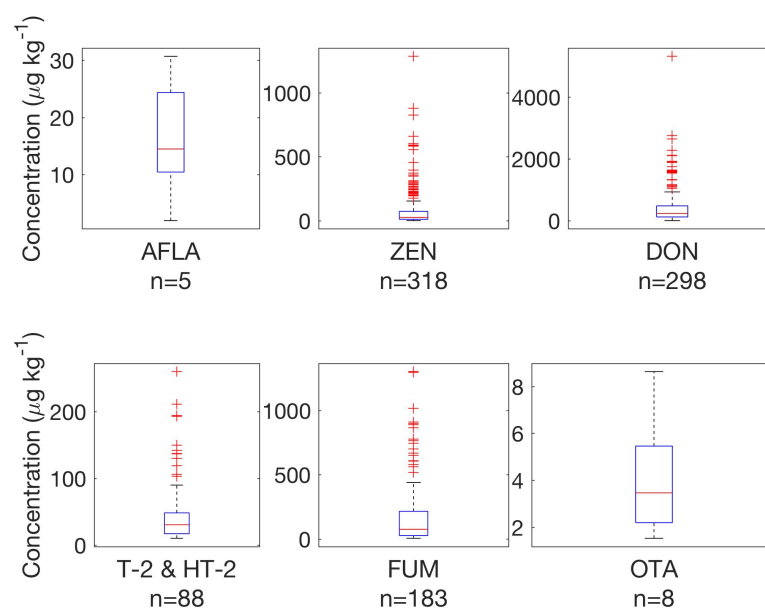 Concentration (µg kg⁻¹)
30
20
10
AFLA
n=5
1000
500
0
ZEN
n=318
4000
2000
0
DON
n=298
Concentration (µg kg⁻¹)
200
100
0
T-2 & HT-2
n=88
1000
500
0
FUM
n=183
8
6
4
2
OTA
n=8